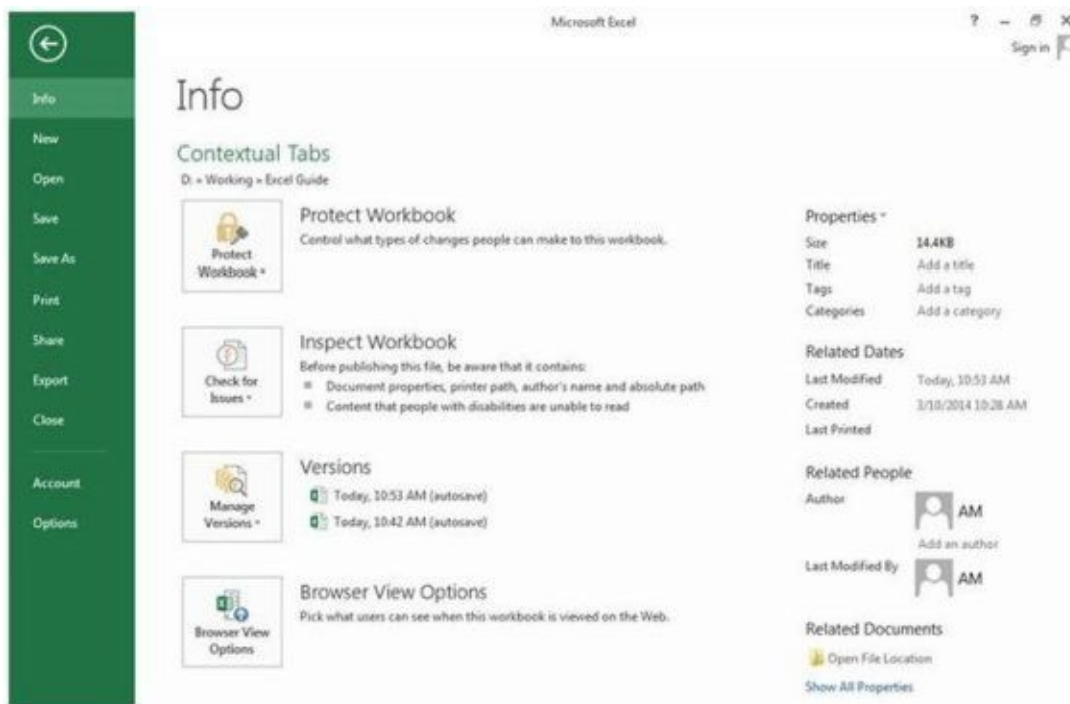 Microsoft Excel
?
Sign in
Info
New
Open
Save
Save As
Print
Share
Export
Close
Account
Options
Info
Contextual Tabs
D: » Working » Excel Guide
Protect Workbook
Protect Workbook
Control what types of changes people can make to this workbook.
Check for Issues
Inspect Workbook
Before publishing this file, be aware that it contains:
Document properties, printer path, author's name and absolute path
Content that people with disabilities are unable to read
Manage Versions
Versions
Today, 10:53 AM (autosave)
Today, 10:42 AM (autosave)
Browser View Options
Browser View Options
Pick what users can see when this workbook is viewed on the Web.
Properties
Size 14.4KB
Title Add a title
Tags Add a tag
Categories Add a category
Related Dates
Last Modified Today, 10:53 AM
Created 3/10/2014 10:28 AM
Last Printed
Related People
Author AM
Add an author
Last Modified By AM
Related Documents
Open File Location
Show All Properties